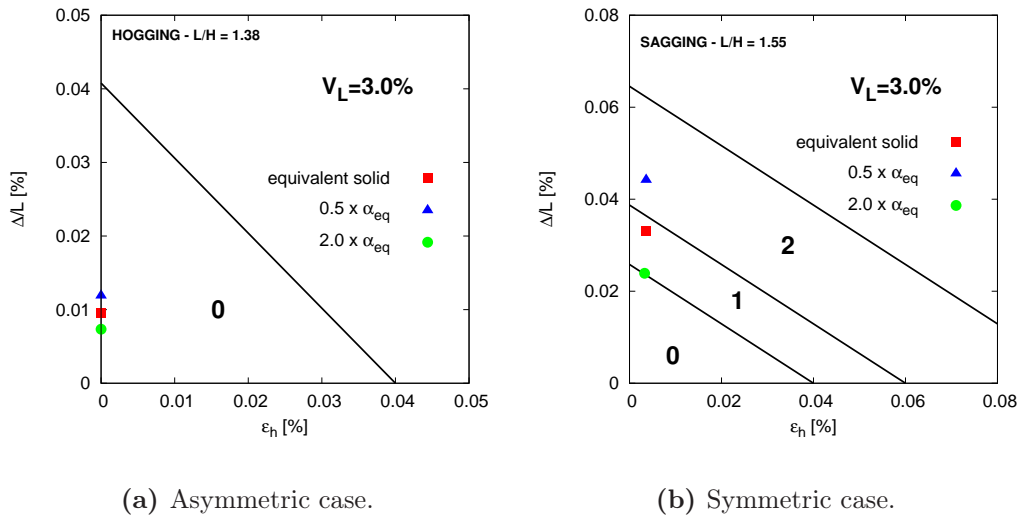 HOGGING - L/H = 1.38
V_L=3.0%
equivalent solid
0.5 x α_eq
2.0 x α_eq
0
Δ/L [%]
0.05
0.04
0.03
0.02
0.01
0
0 0.01 0.02 0.03 0.04 0.05
ε_h [%]
(a) Asymmetric case.
SAGGING - L/H = 1.55
V_L=3.0%
equivalent solid
0.5 x α_eq
2.0 x α_eq
2
1
0
Δ/L [%]
0.08
0.06
0.04
0.02
0
0 0.02 0.04 0.06 0.08
ε_h [%]
(b) Symmetric case.